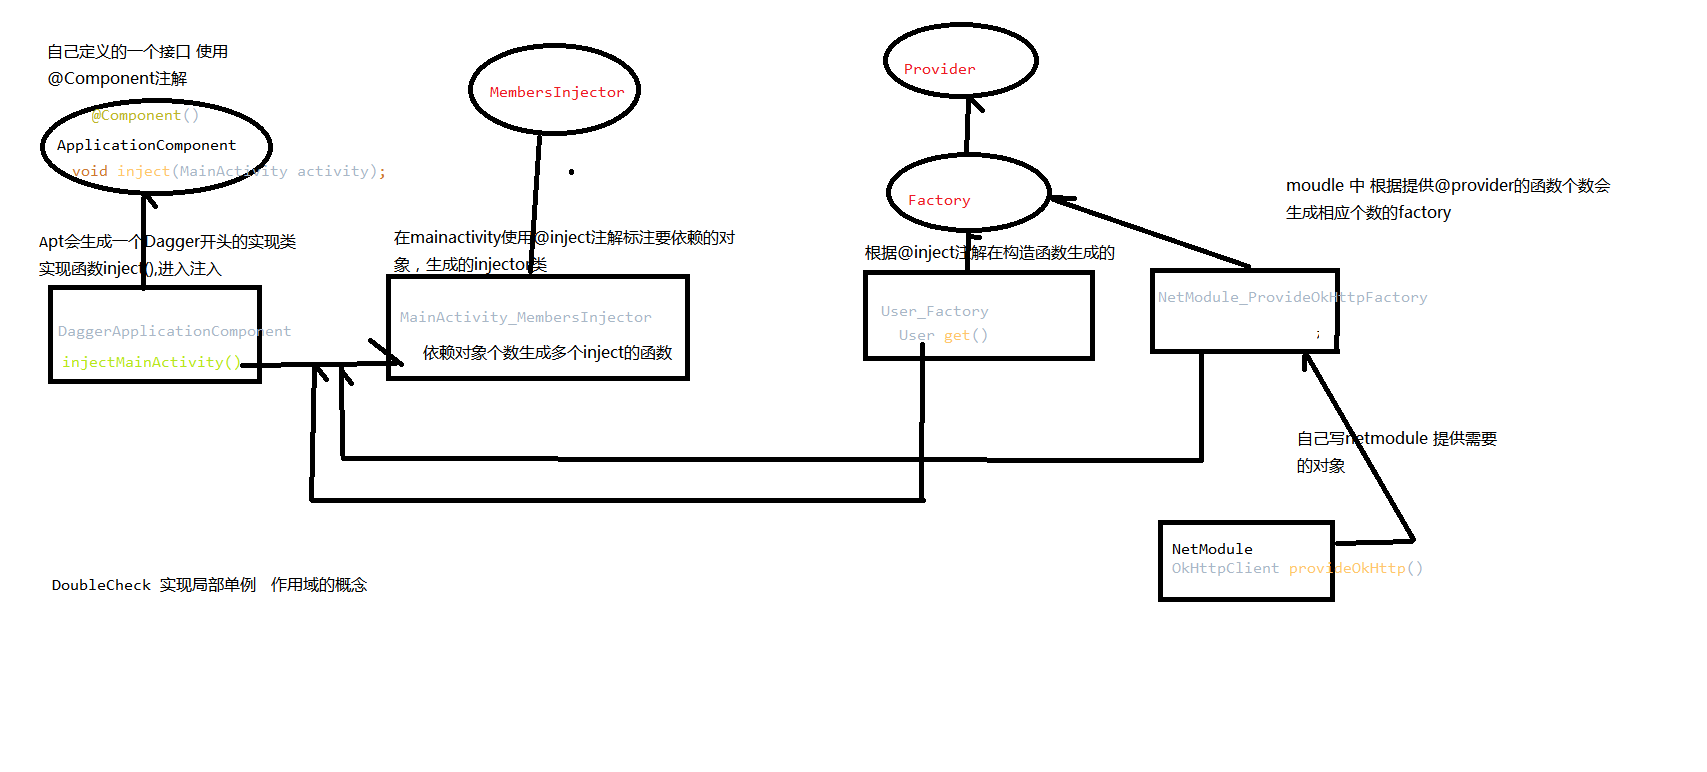 自己定义的一个接口 使用
@Component注解
@Component()
ApplicationComponent
void inject(MainActivity activity);
Apt会生成一个Dagger开头的实现类
实现函数inject(),进入注入
DaggerApplicationComponent
injectMainActivity()
MembersInjector
在mainactivity使用@inject注解标注要依赖的对
象，生成的injector类
MainActivity_MembersInjector
依赖对象个数生成多个inject的函数
Provider
Factory
根据@inject注解在构造函数生成的
User_Factory
User get()
moudle 中 根据提供@provider的函数个数会
生成相应个数的factory
NetModule_ProvideOkHttpFactory
;
自己写netmodule 提供需要
的对象
NetModule
OkHttpClient provideOkHttp()
DoubleCheck 实现局部单例 作用域的概念